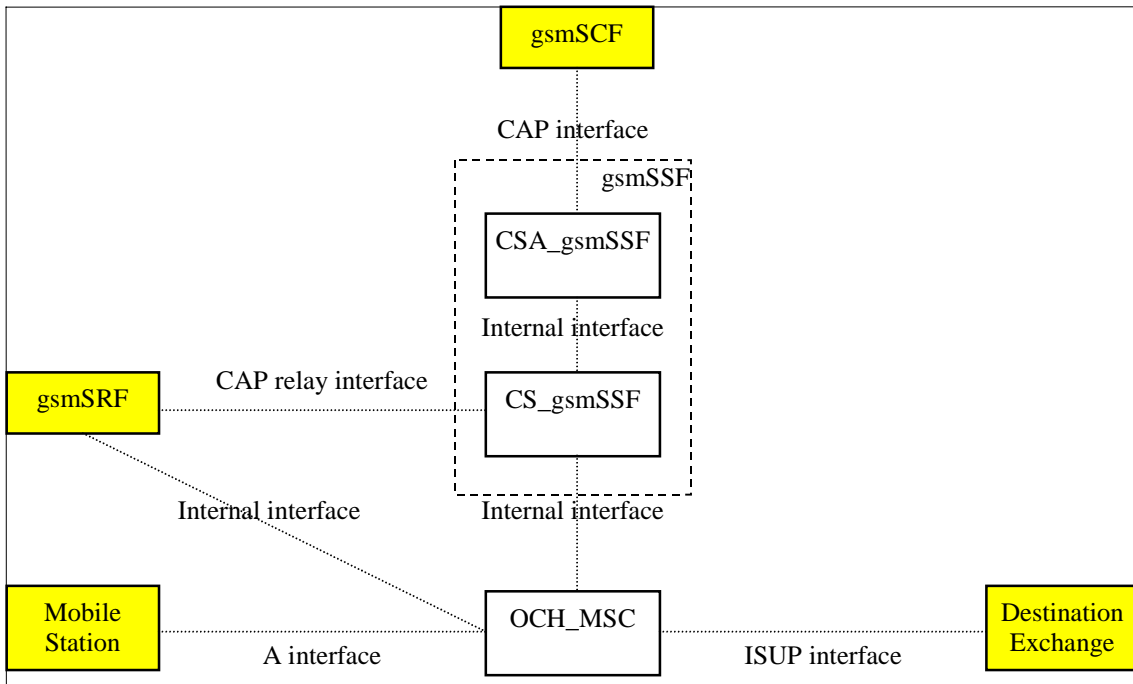 gsmSCF
CAP interface
gsmSSF
CSA_gsmSSF
Internal interface
CAP relay interface
gsmSRF
CS_gsmSSF
Internal interface
Internal interface
Mobile
Station
OCH_MSC
Destination
Exchange
A interface
ISUP interface